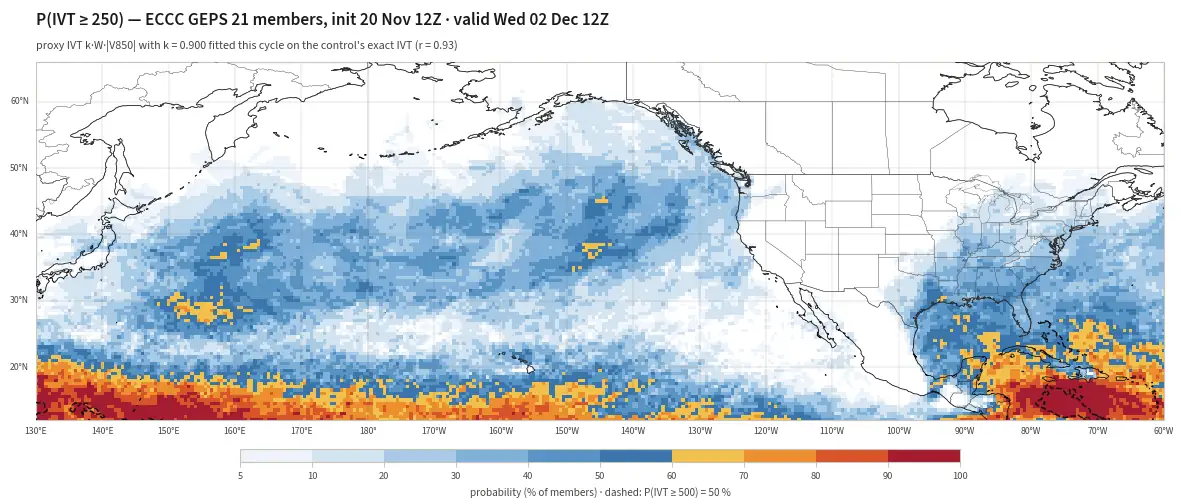 P(IVT ≥ 250) — ECCC GEPS 21 members, init 20 Nov 12Z · valid Wed 02 Dec 12Z
proxy IVT k·W·|V850| with k = 0.900 fitted this cycle on the control's exact IVT (r = 0.93)
60°N
50°N
40°N
30°N
20°N
130°E 140°E 150°E 160°E 170°E 180° 170°W 160°W 150°W 140°W 130°W 120°W 110°W 100°W 90°W 80°W 70°W 60°W
5 10 20 30 40 50 60 70 80 90 100
probability (% of members) · dashed: P(IVT ≥ 500) = 50 %